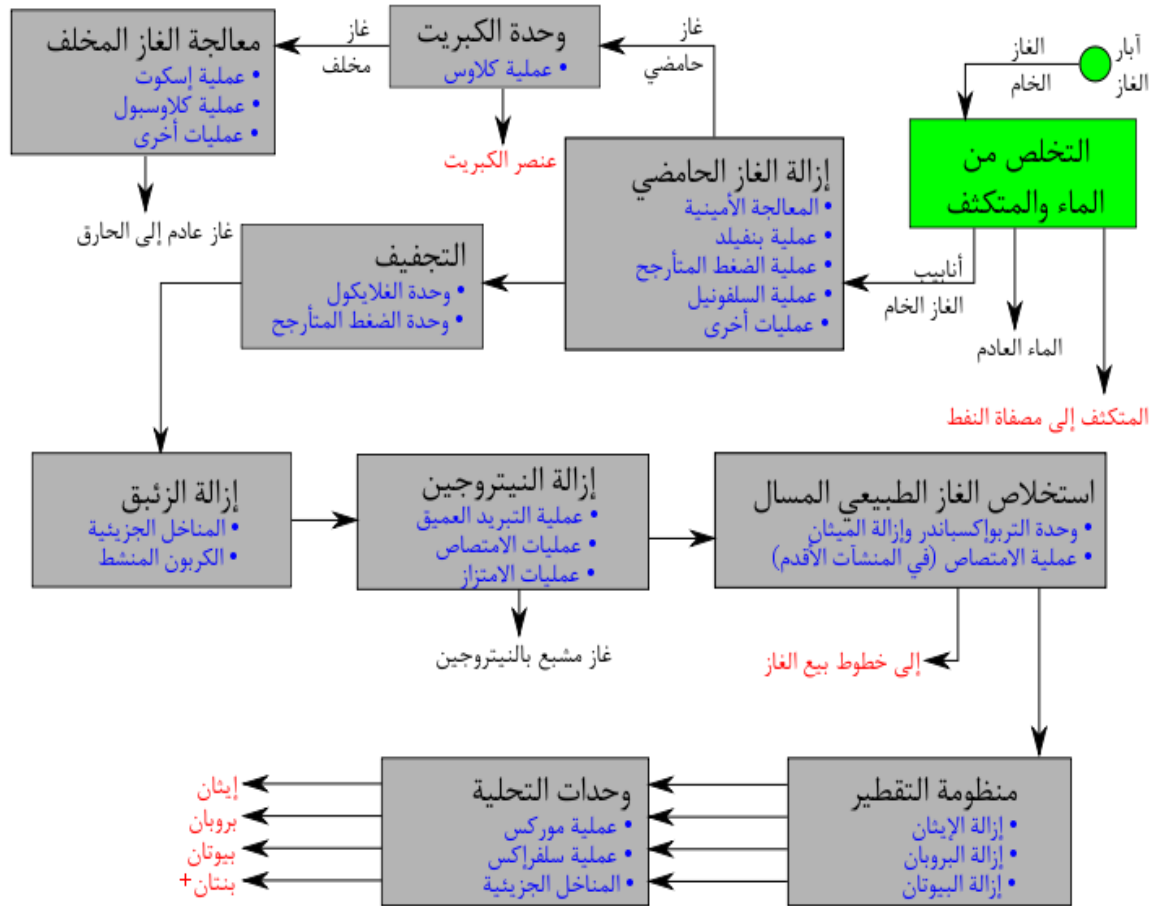 آبار
الغاز
الغاز
الخام
التخلص من
الماء والمتكثف
أنابيب
الغاز الخام
الماء العادم
المتكثف إلى مصفاة النفط
إزالة الغاز الحامضي
• المعالجة الأمينية
• عملية بنفيلد
• عملية الضغط المتأرجح
• عملية السلفونيل
• عمليات أخرى
غاز
حامضي
وحدة الكبريت
• عملية كلاوس
عنصر الكبريت
غاز
مخلف
معالجة الغاز المخلف
• عملية إسكوت
• عملية كلاوسبول
• عمليات أخرى
غاز عادم إلى الحارق
التجفيف
• وحدة الغلايكول
• وحدة الضغط المتأرجح
إزالة الزئبق
• المناخل الجزيئية
• الكربون المنشط
إزالة النيتروجين
• عملية التبريد العميق
• عمليات الامتصاص
• عمليات الامتزاز
غاز مشبع بالنيتروجين
استخلاص الغاز الطبيعي المسال
• وحدة التربوإكسباندر وإزالة الميثان
• عملية الامتصاص (في المنشآت الأقدم)
إلى خطوط بيع الغاز
منظومة التقطير
• إزالة الإيثان
• إزالة البروبان
• إزالة البيوتان
وحدات التحلية
• عملية موركس
• عملية سلفراإكس
• المناخل الجزيئية
إيثان
بروبان
بيوتان
بنتان+